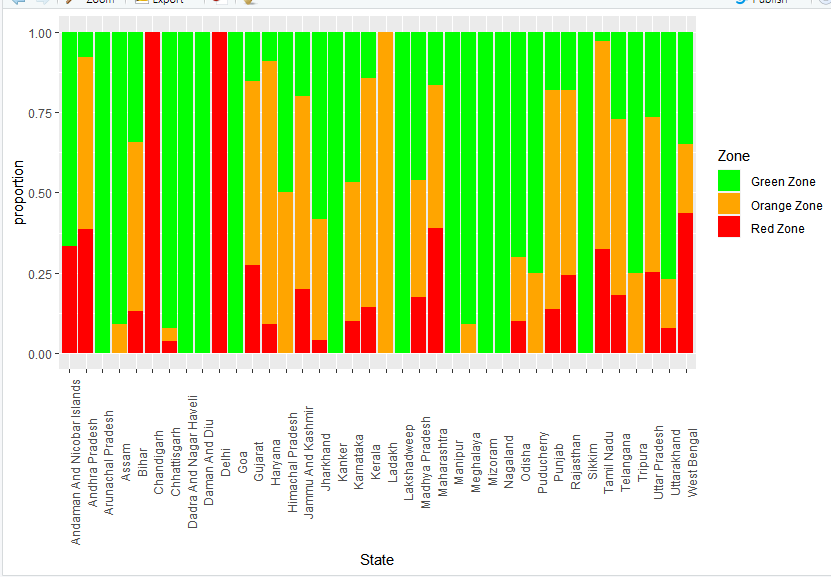 Zoom Export Publish
1.00
0.75
0.50
0.25
0.00
proportion
Andaman And Nicobar Islands
Andhra Pradesh
Arunachal Pradesh
Assam
Bihar
Chandigarh
Chhattisgarh
Dadra And Nagar Haveli
Daman And Diu
Delhi
Goa
Gujarat
Haryana
Himachal Pradesh
Jammu And Kashmir
Jharkhand
Kanker
Karnataka
Kerala
Ladakh
Lakshadweep
Madhya Pradesh
Maharashtra
Manipur
Meghalaya
Mizoram
Nagaland
Odisha
Puducherry
Punjab
Rajasthan
Sikkim
Tamil Nadu
Telangana
Tripura
Uttar Pradesh
Uttarakhand
West Bengal
State
Zone
Green Zone
Orange Zone
Red Zone